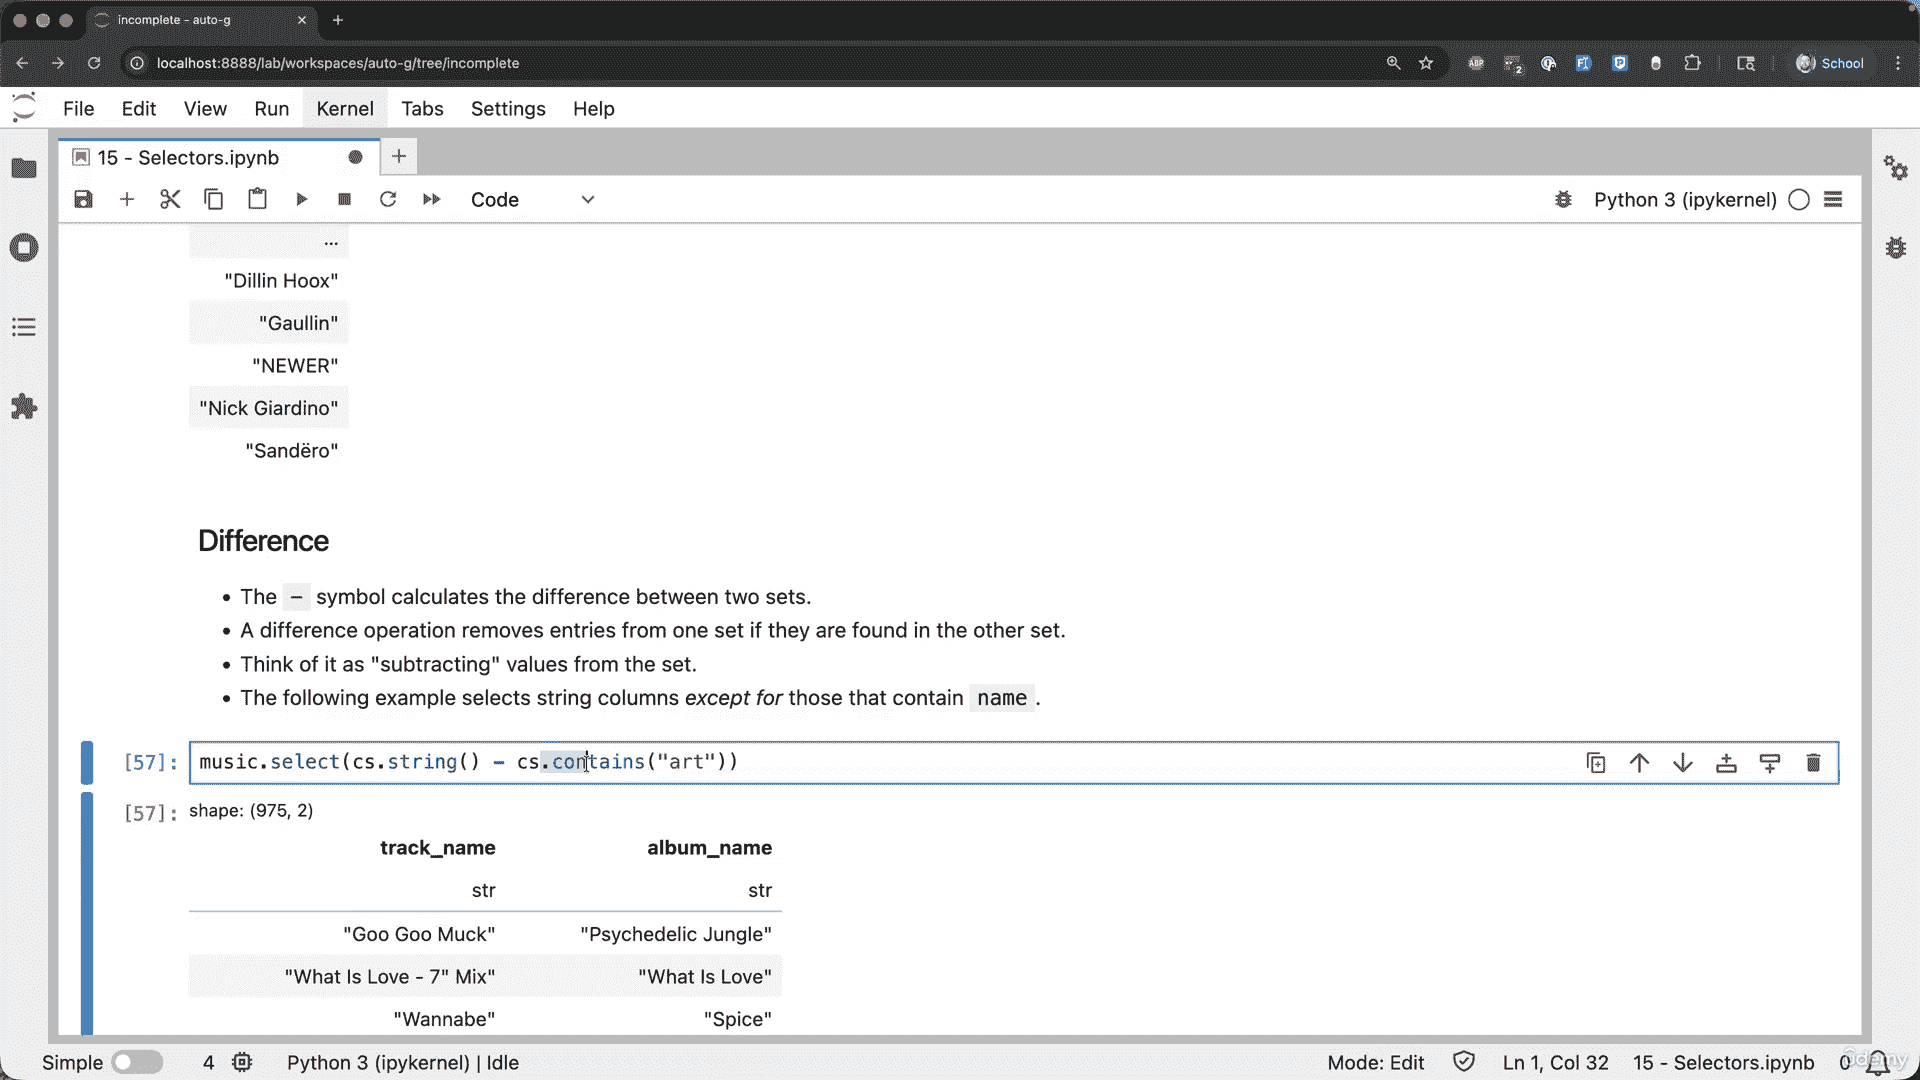 incomplete - auto-g
localhost:8888/lab/workspaces/auto-g/tree/incomplete
ABP
2
School
File Edit View Run Kernel Tabs Settings Help
15 - Selectors.ipynb
Code
Python 3 (ipykernel)
...
"Dillin Hoox"
"Gaullin"
"NEWER"
"Nick Giardino"
"Sandëro"
Difference
• The - symbol calculates the difference between two sets.
• A difference operation removes entries from one set if they are found in the other set.
• Think of it as "subtracting" values from the set.
• The following example selects string columns except for those that contain name .
[57]: music.select(cs.string() - cs.contains("art"))
[57]: shape: (975, 2)
track_name album_name
str str
"Goo Goo Muck" "Psychedelic Jungle"
"What Is Love - 7" Mix" "What Is Love"
"Wannabe" "Spice"
Simple 4 Python 3 (ipykernel) | Idle Mode: Edit Ln 1, Col 32 15 - Selectors.ipynb 0
ûdemy